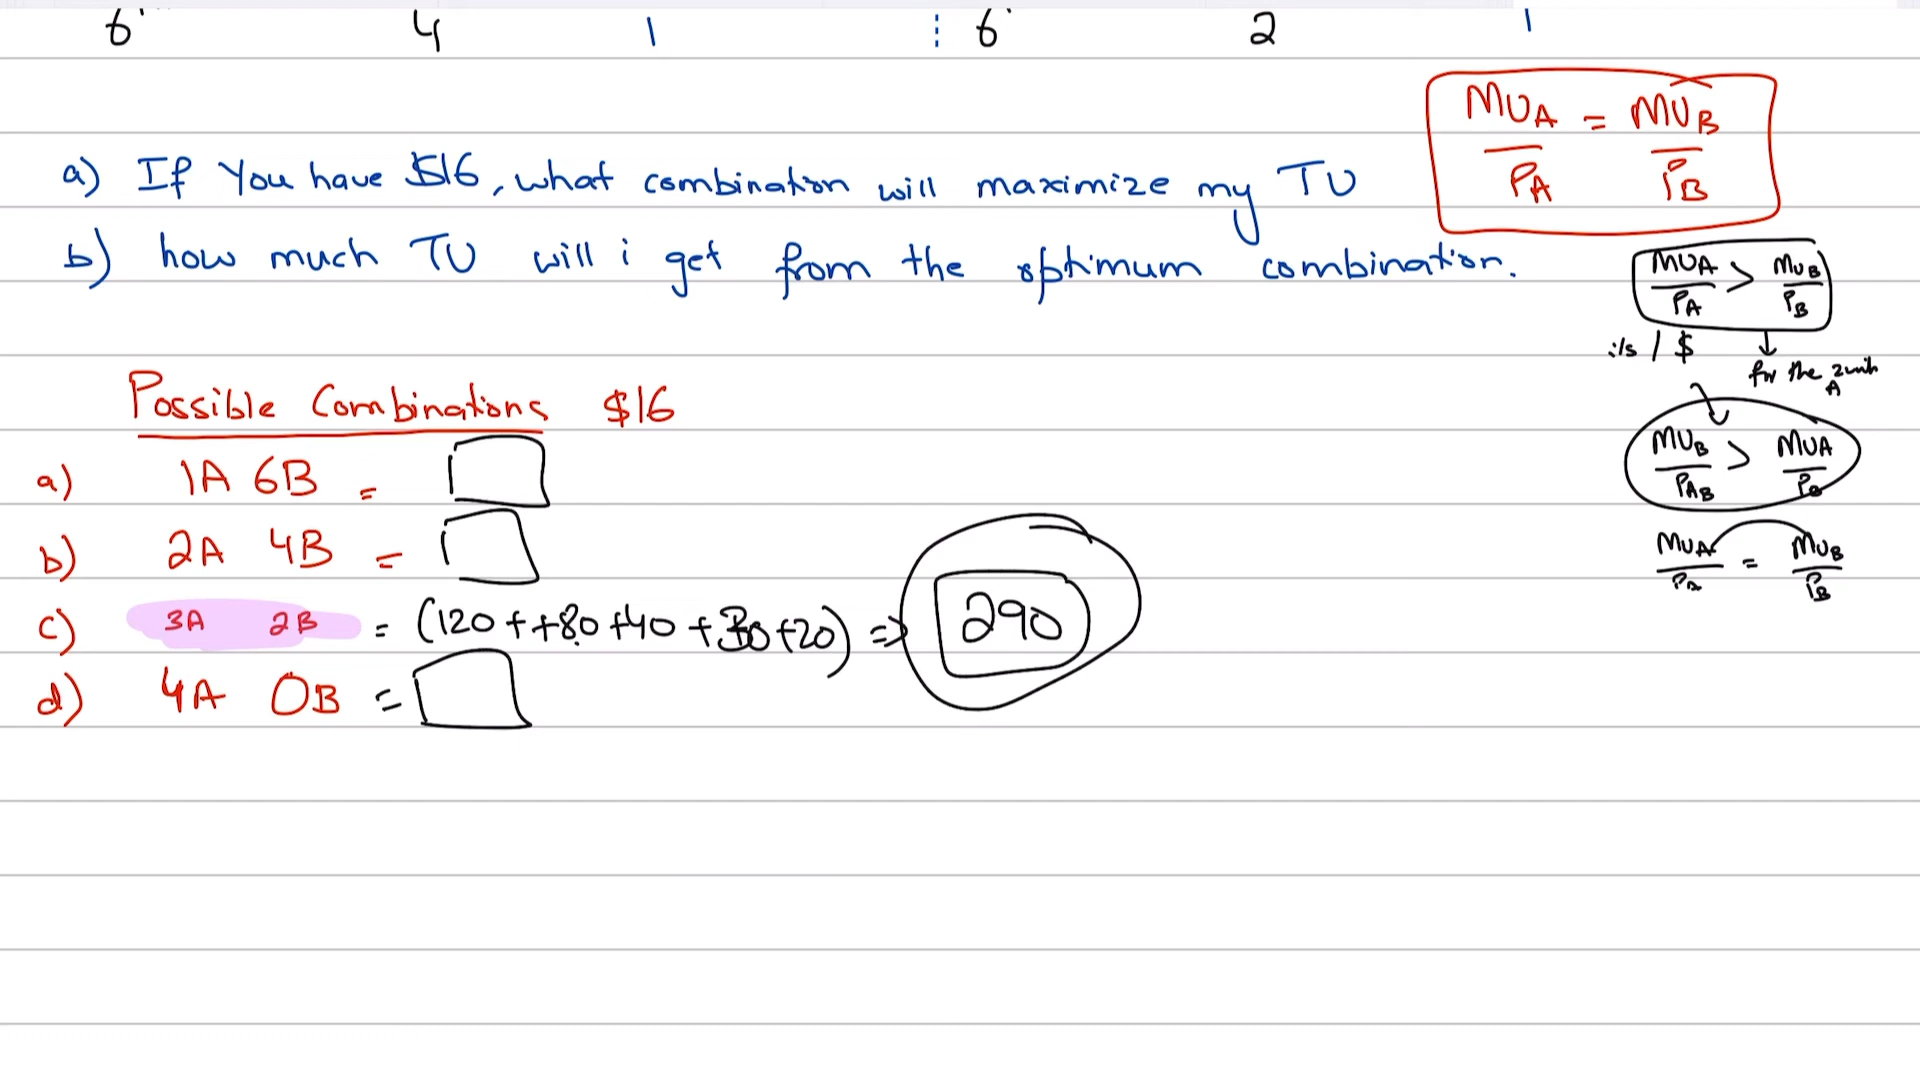 6 4 1 6 2 1
MUA/PA = MUB/PB
a) If You have $16, what combination will maximize my TU
b) how much TU will i get from the optimum combination.
MUA/PA > MUB/PB
1 $
for the 2 unit A
MUB/PAB > MUA
MUA/PA = MUB/PB
Possible Combinations $16
a) 1A 6B =
b) 2A 4B =
c) 3A 2B = (120 + +80 +40 + 30 +20) => 290
d) 4A 0B =